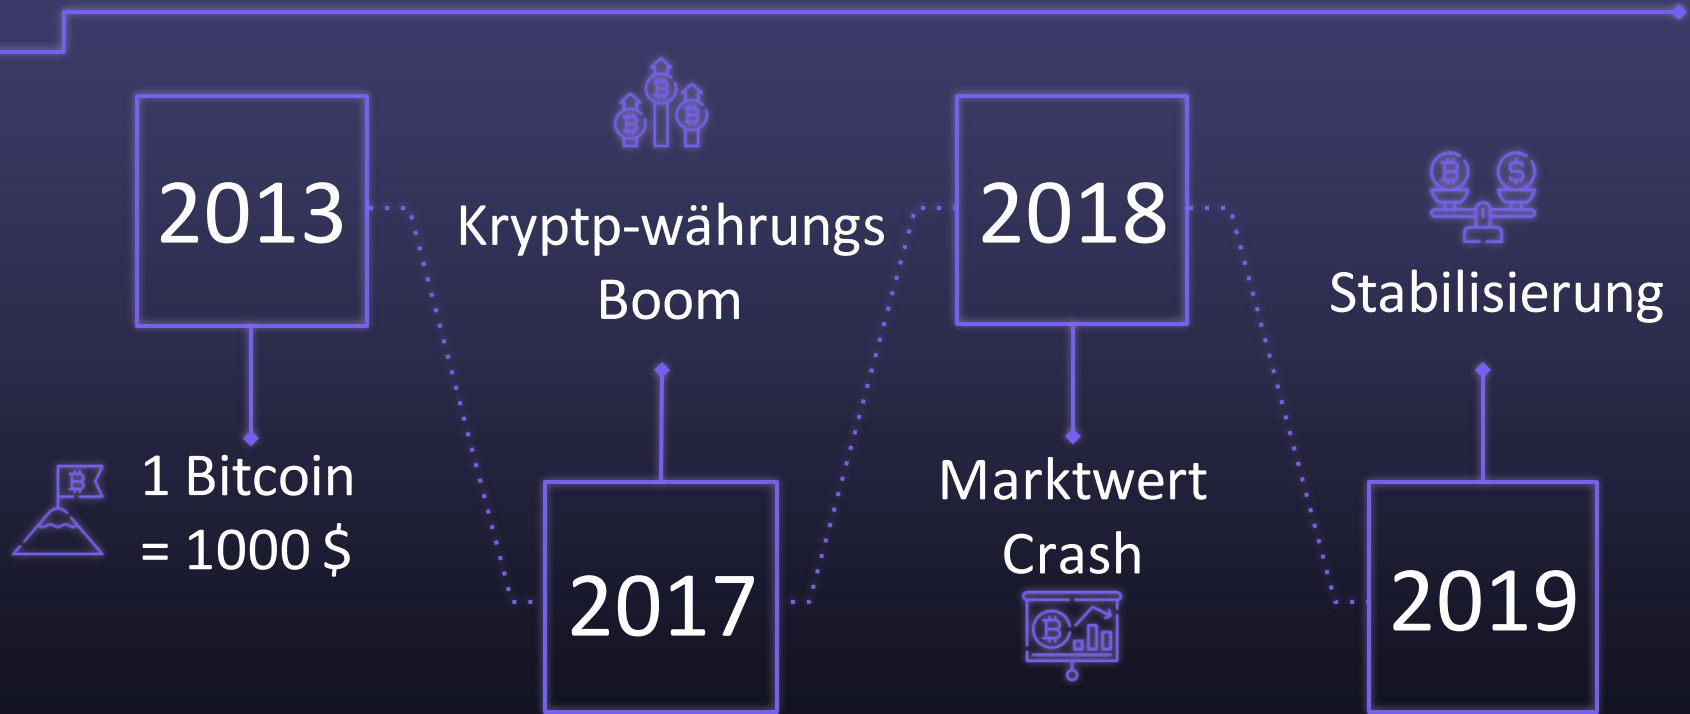 2013
1 Bitcoin
= 1000 $
Kryptp-währungs
Boom
2017
2018
Marktwert
Crash
Stabilisierung
2019